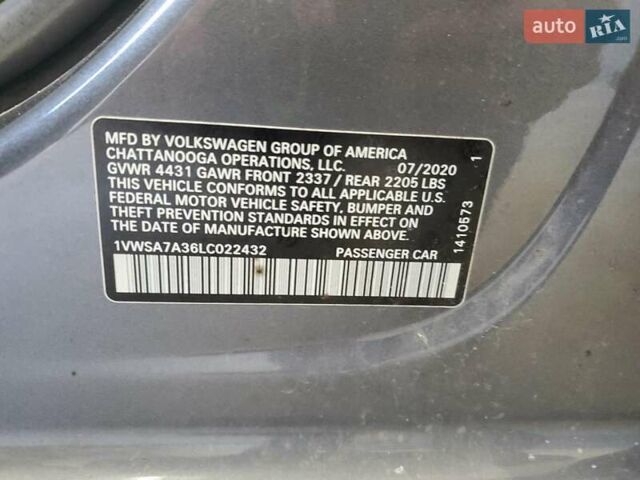 auto RIA
.com
MFD BY VOLKSWAGEN GROUP OF AMERICA
CHATTANOOGA OPERATIONS, LLC. 07/2020
GVWR 4431 GAWR FRONT 2337 / REAR 2205 LBS
THIS VEHICLE CONFORMS TO ALL APPLICABLE U.S.
FEDERAL MOTOR VEHICLE SAFETY, BUMPER AND
THEFT PREVENTION STANDARDS IN EFFECT ON
THE DATE OF MANUFACTURE SHOWN ABOVE.
1VWSA7A36LC022432 PASSENGER CAR
1410573 1